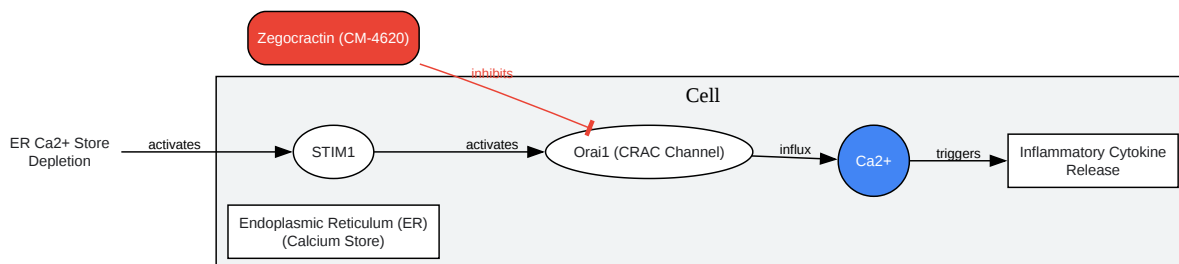 Zegocractin (CM-4620)
inhibits
Cell
ER Ca2+ Store
Depletion
activates
STIM1
activates
Orai1 (CRAC Channel)
influx
Ca2+
triggers
Inflammatory Cytokine
Release
Endoplasmic Reticulum (ER)
(Calcium Store)